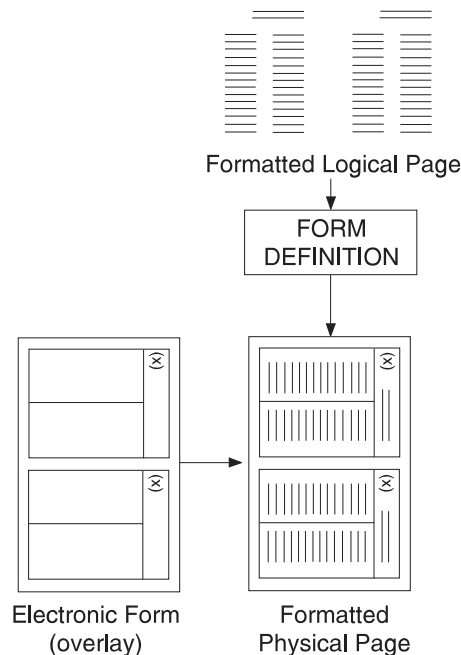 Formatted Logical Page
FORM
DEFINITION
(x)
(x)
(x)
(x)
Electronic Form
(overlay)
Formatted
Physical Page